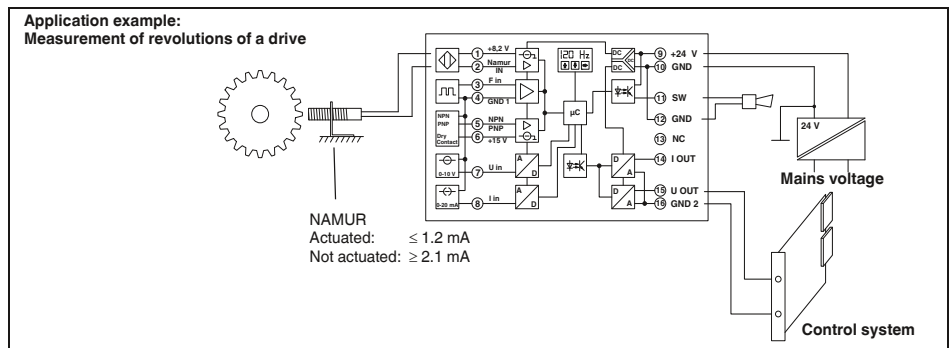 Application example:
Measurement of revolutions of a drive
1 +8,2 V
2 Namur IN
3 F in
4 GND 1
NPN
PNP
Dry
Contact
5 NPN
PNP
6 +15 V
0-10 V
7 U in
0-20 mA
8 I in
A
D
A
D
120 Hz
µC
DC
DC
DC
D
A
D
A
9 +24 V
10 GND
11 SW
12 GND
13 NC
14 I OUT
15 U OUT
16 GND 2
24 V
Mains voltage
NAMUR
Actuated: ≤ 1.2 mA
Not actuated: ≥ 2.1 mA
Control system